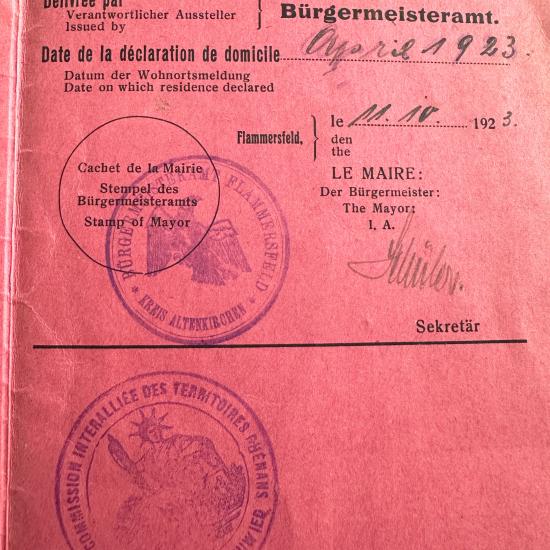 Délivrée par
Verantwortlicher Aussteller
Issued by
Bürgermeisteramt.
Date de la déclaration de domicile April 1923.
Datum der Wohnortsmeldung
Date on which residence declared
Flammersfeld,
le 11. 10. 1923.
den
the
Cachet de la Mairie
Stempel des
Bürgermeisteramts
Stamp of Mayor
BÜRGERMEISTERAMT FLAMMERSFELD
* KREIS ALTENKIRCHEN *
LE MAIRE:
Der Bürgermeister:
The Mayor:
I. A.
Sekretär
COMMISSION INTERALLIÉE DES TERRITOIRES RHÉNANS